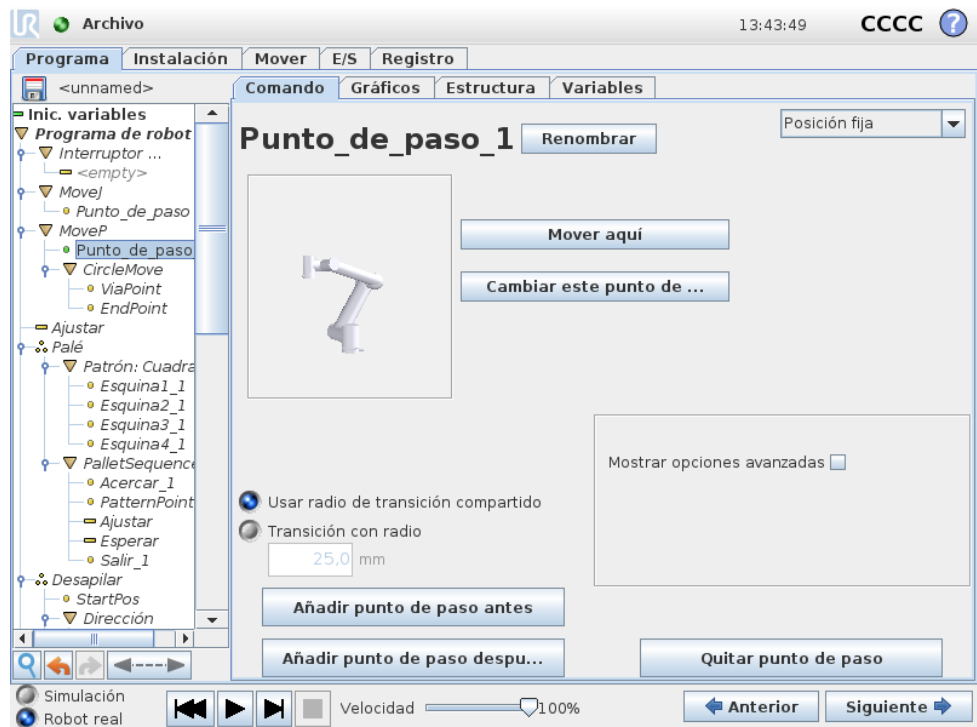 UR Archivo 13:43:49 CCCC ?
Programa Instalación Mover E/S Registro
<unnamed> Comando Gráficos Estructura Variables
Inic. variables
Programa de robot
Interruptor ...
<empty>
MoveJ
Punto_de_paso
MoveP
Punto_de_paso
CircleMove
ViaPoint
EndPoint
Ajustar
Palé
Patrón: Cuadra
Esquina1_1
Esquina2_1
Esquina3_1
Esquina4_1
PalletSequence
Acercar_1
PatternPoint
Ajustar
Esperar
Salir_1
Desapilar
StartPos
Dirección
Punto_de_paso_1 Renombrar
Posición fija
Mover aquí
Cambiar este punto de ...
Mostrar opciones avanzadas
Usar radio de transición compartido
Transición con radio
25,0 mm
Añadir punto de paso antes
Añadir punto de paso despu... Quitar punto de paso
Simulación
Robot real
Velocidad 100% Anterior Siguiente